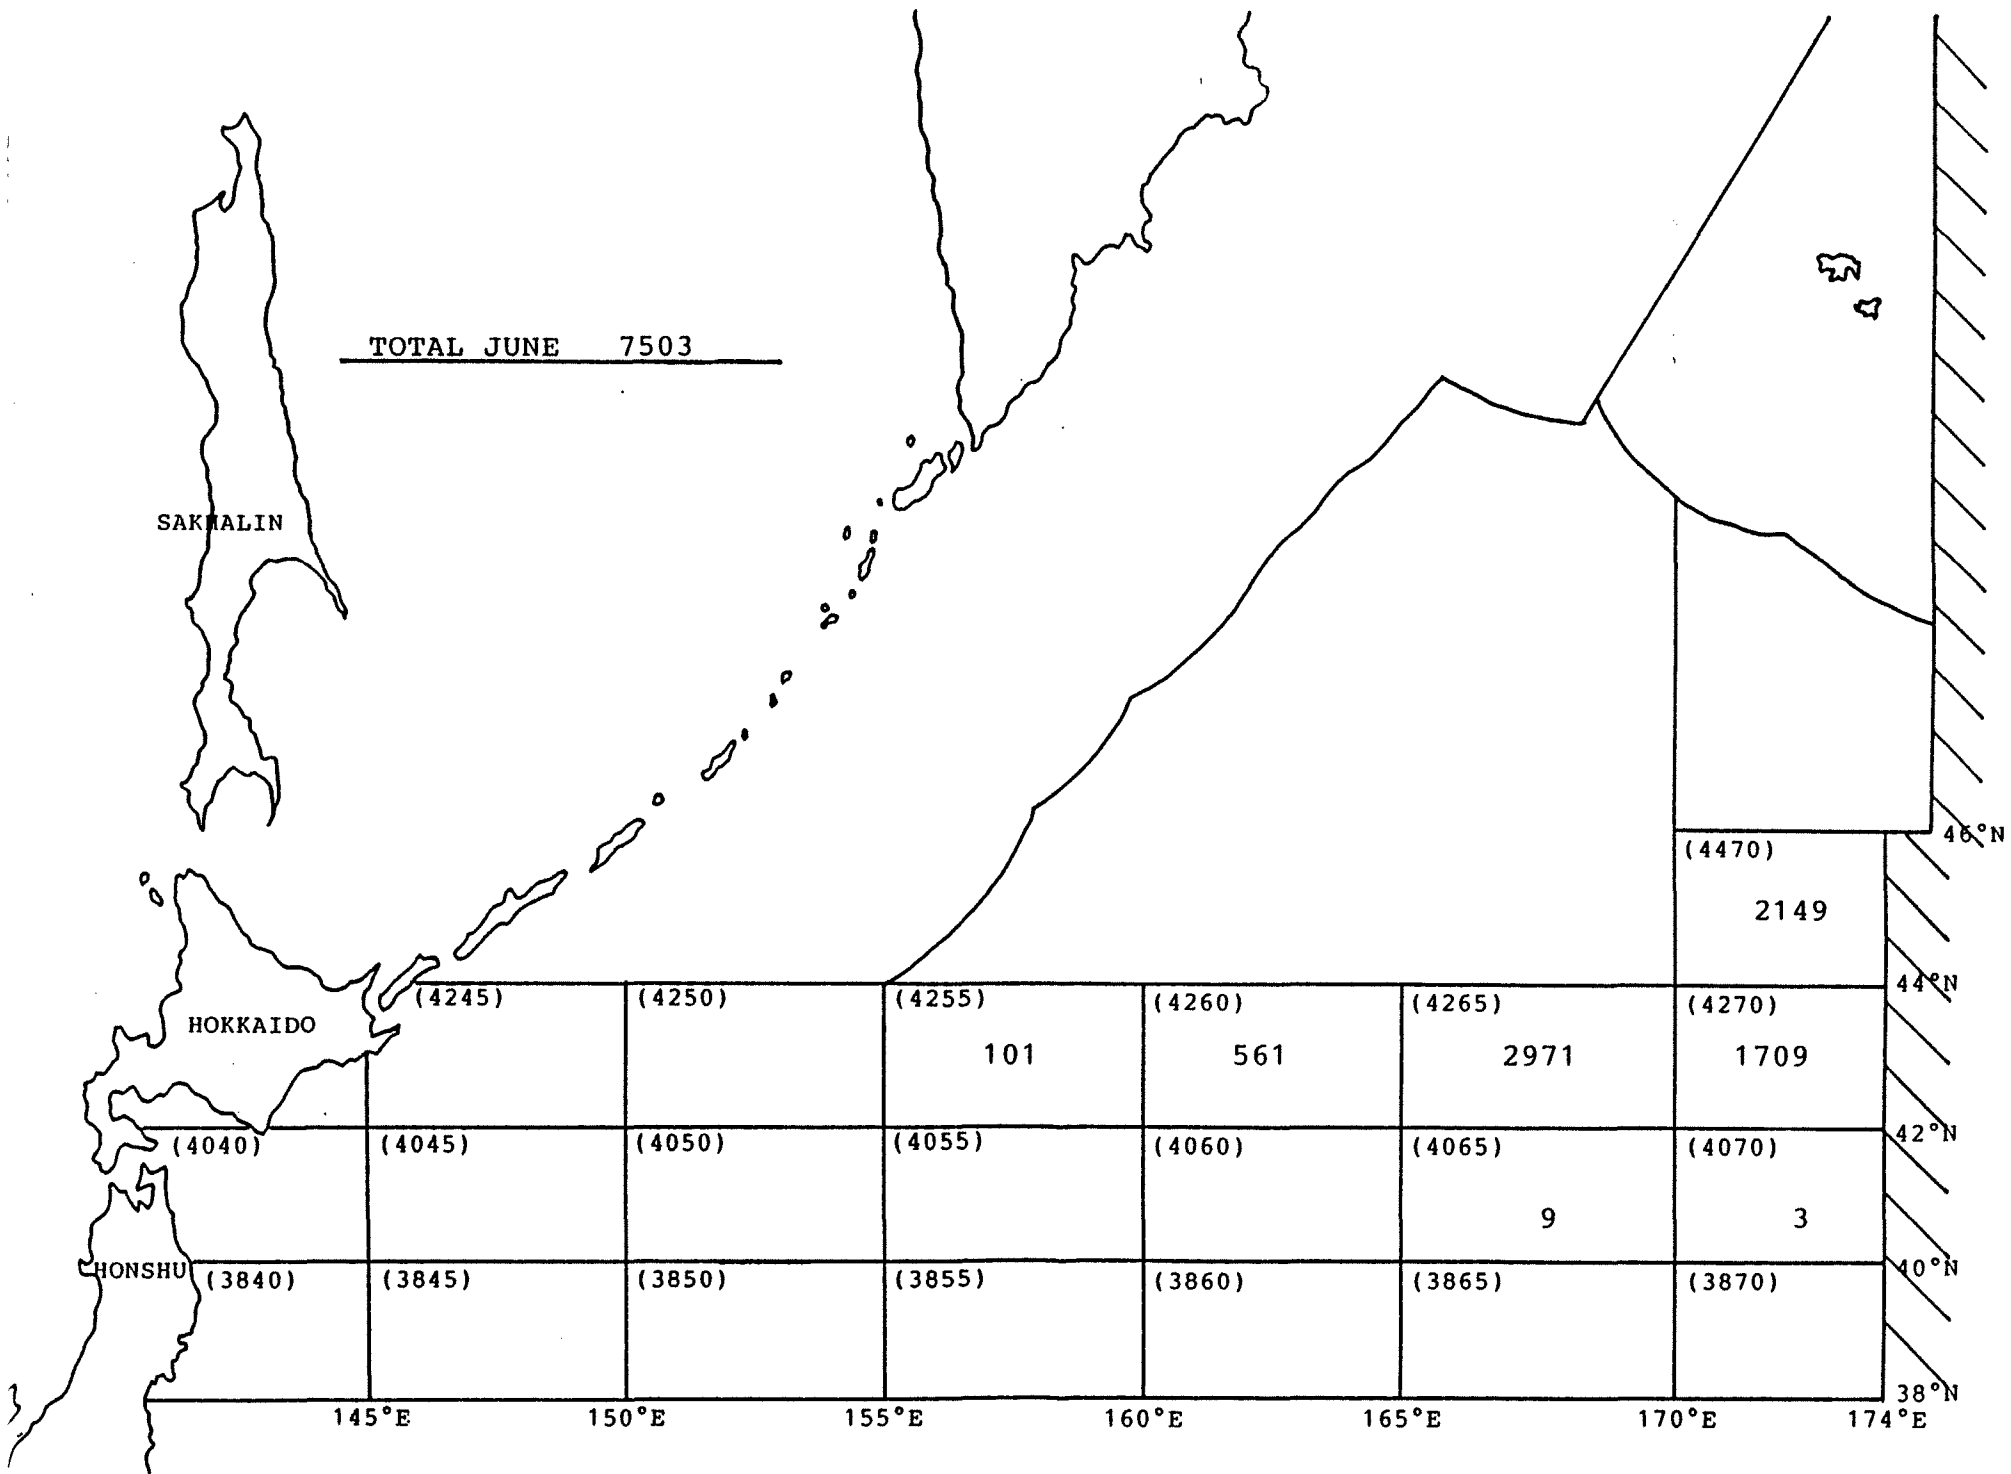 TOTAL JUNE 7503
SAKHALIN
46°N
(4470)
2149
44°N
(4245) (4250) (4255) (4260) (4265) (4270)
HOKKAIDO
101 561 2971 1709
42°N
(4040) (4045) (4050) (4055) (4060) (4065) (4070)
9 3
HONSHU
40°N
(3840) (3845) (3850) (3855) (3860) (3865) (3870)
38°N
145°E 150°E 155°E 160°E 165°E 170°E 174°E